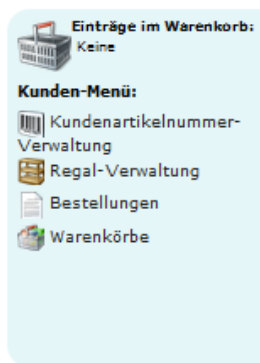 Einträge im Warenkorb:
Keine
Kunden-Menü:
Kundenartikelnummer-
Verwaltung
Regal-Verwaltung
Bestellungen
Warenkörbe